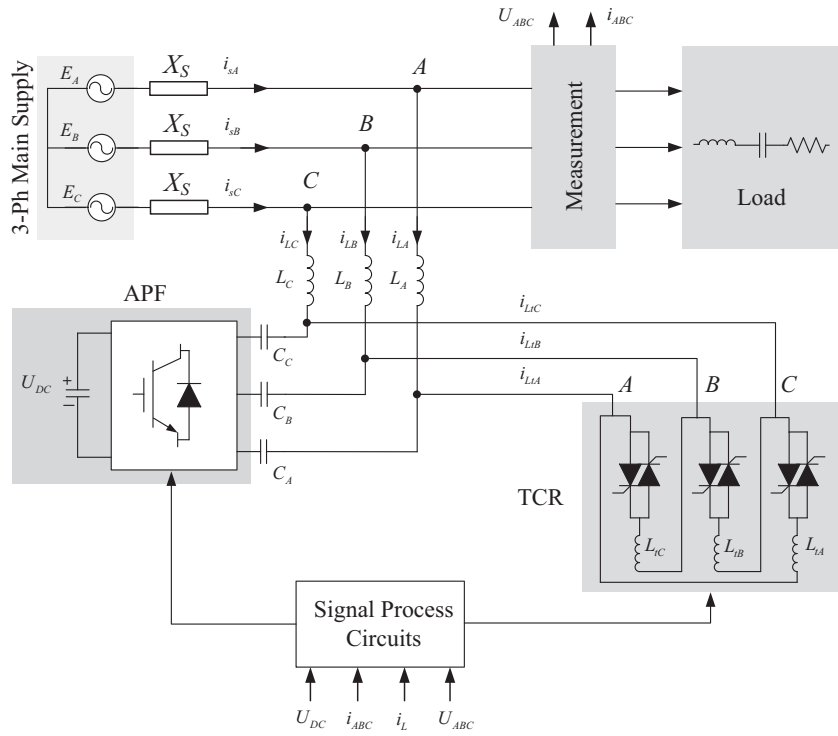 U_ABC i_ABC
3-Ph Main Supply
E_A X_S i_sA A
E_B X_S i_sB B
E_C X_S i_sC C
Measurement
Load
i_LC i_LB i_LA
L_C L_B L_A
APF
i_LtC
i_LtB
i_LtA
U_DC + −
C_C
C_B
C_A
A B C
TCR
L_tC L_tB L_tA
Signal Process
Circuits
U_DC i_ABC i_L U_ABC